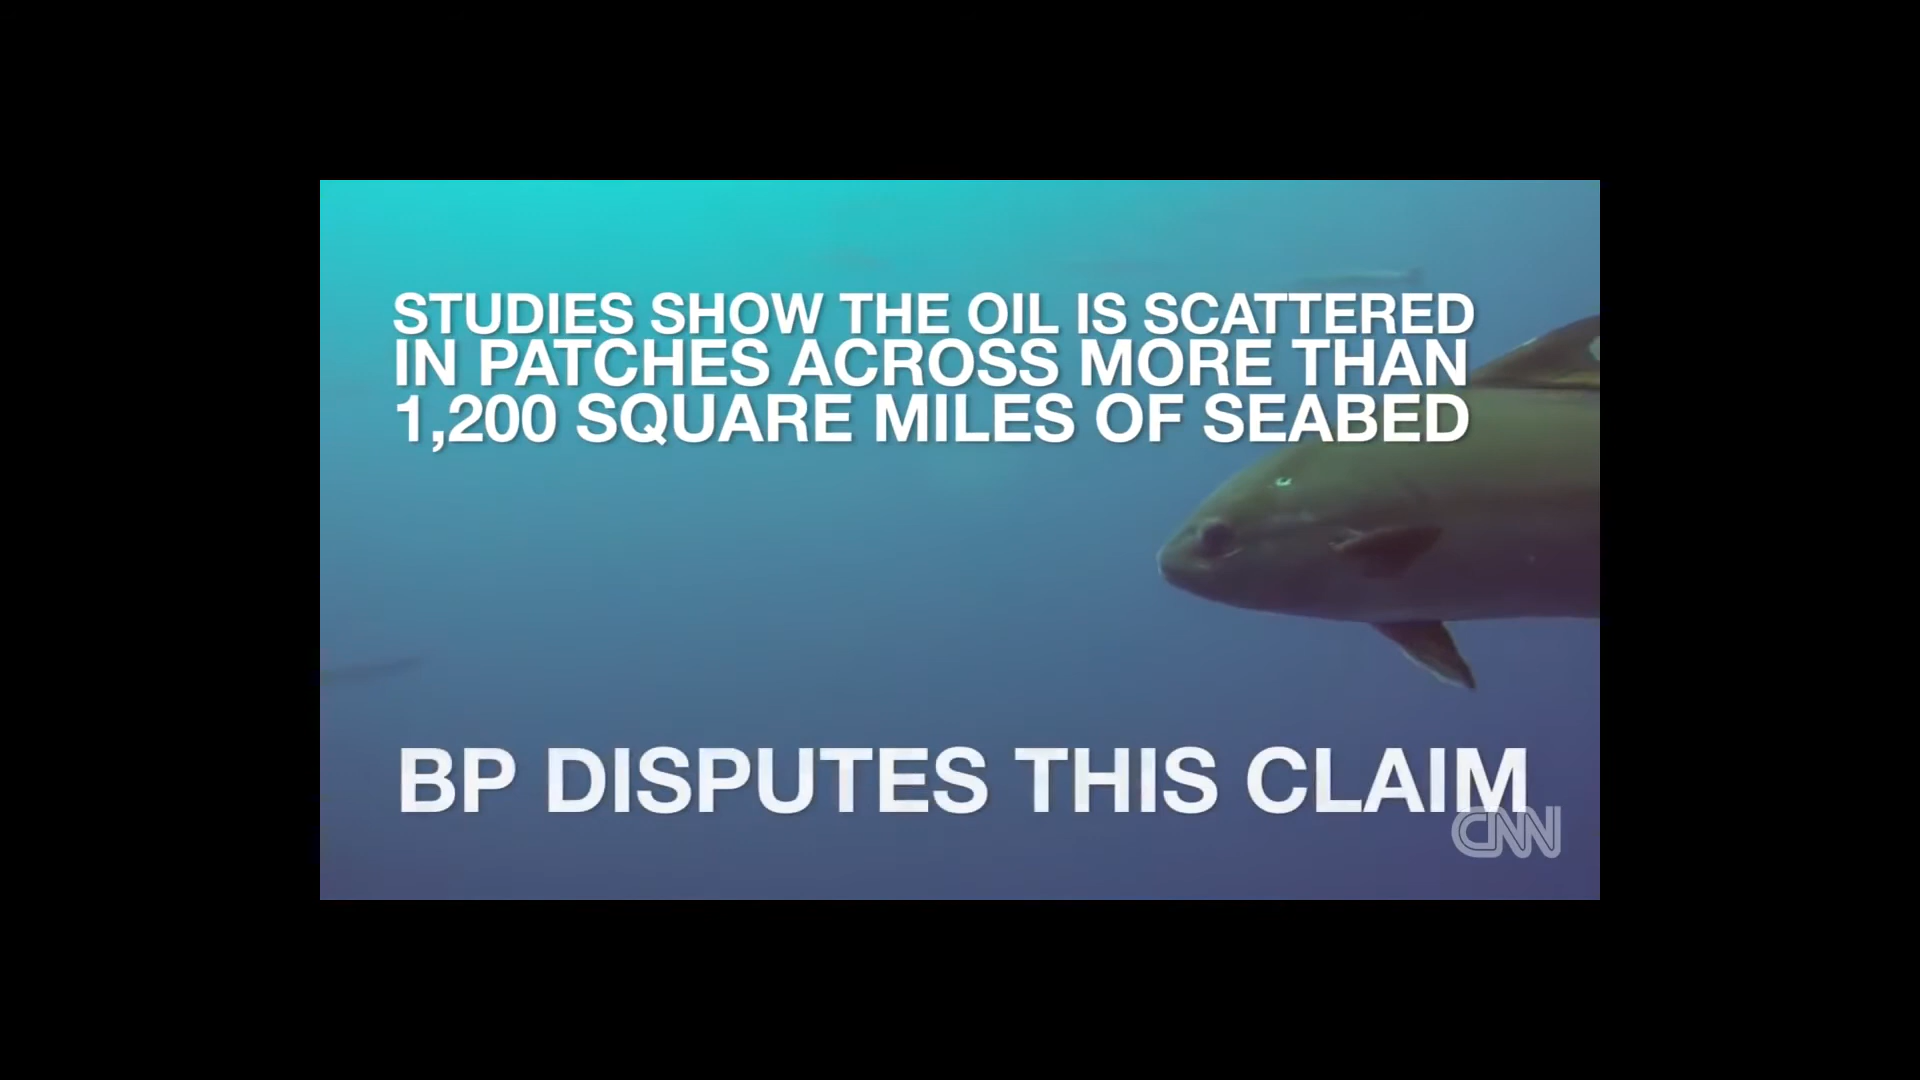 STUDIES SHOW THE OIL IS SCATTERED
IN PATCHES ACROSS MORE THAN
1,200 SQUARE MILES OF SEABED
BP DISPUTES THIS CLAIM
CNN